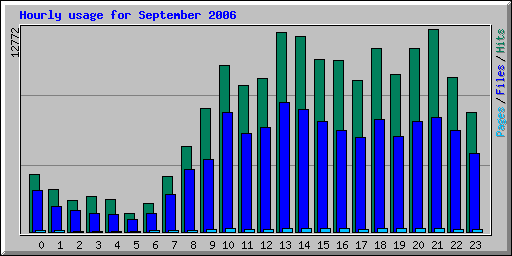 Hourly usage for September 2006
12772
Pages/Files/Hits
0 1 2 3 4 5 6 7 8 9 10 11 12 13 14 15 16 17 18 19 20 21 22 23